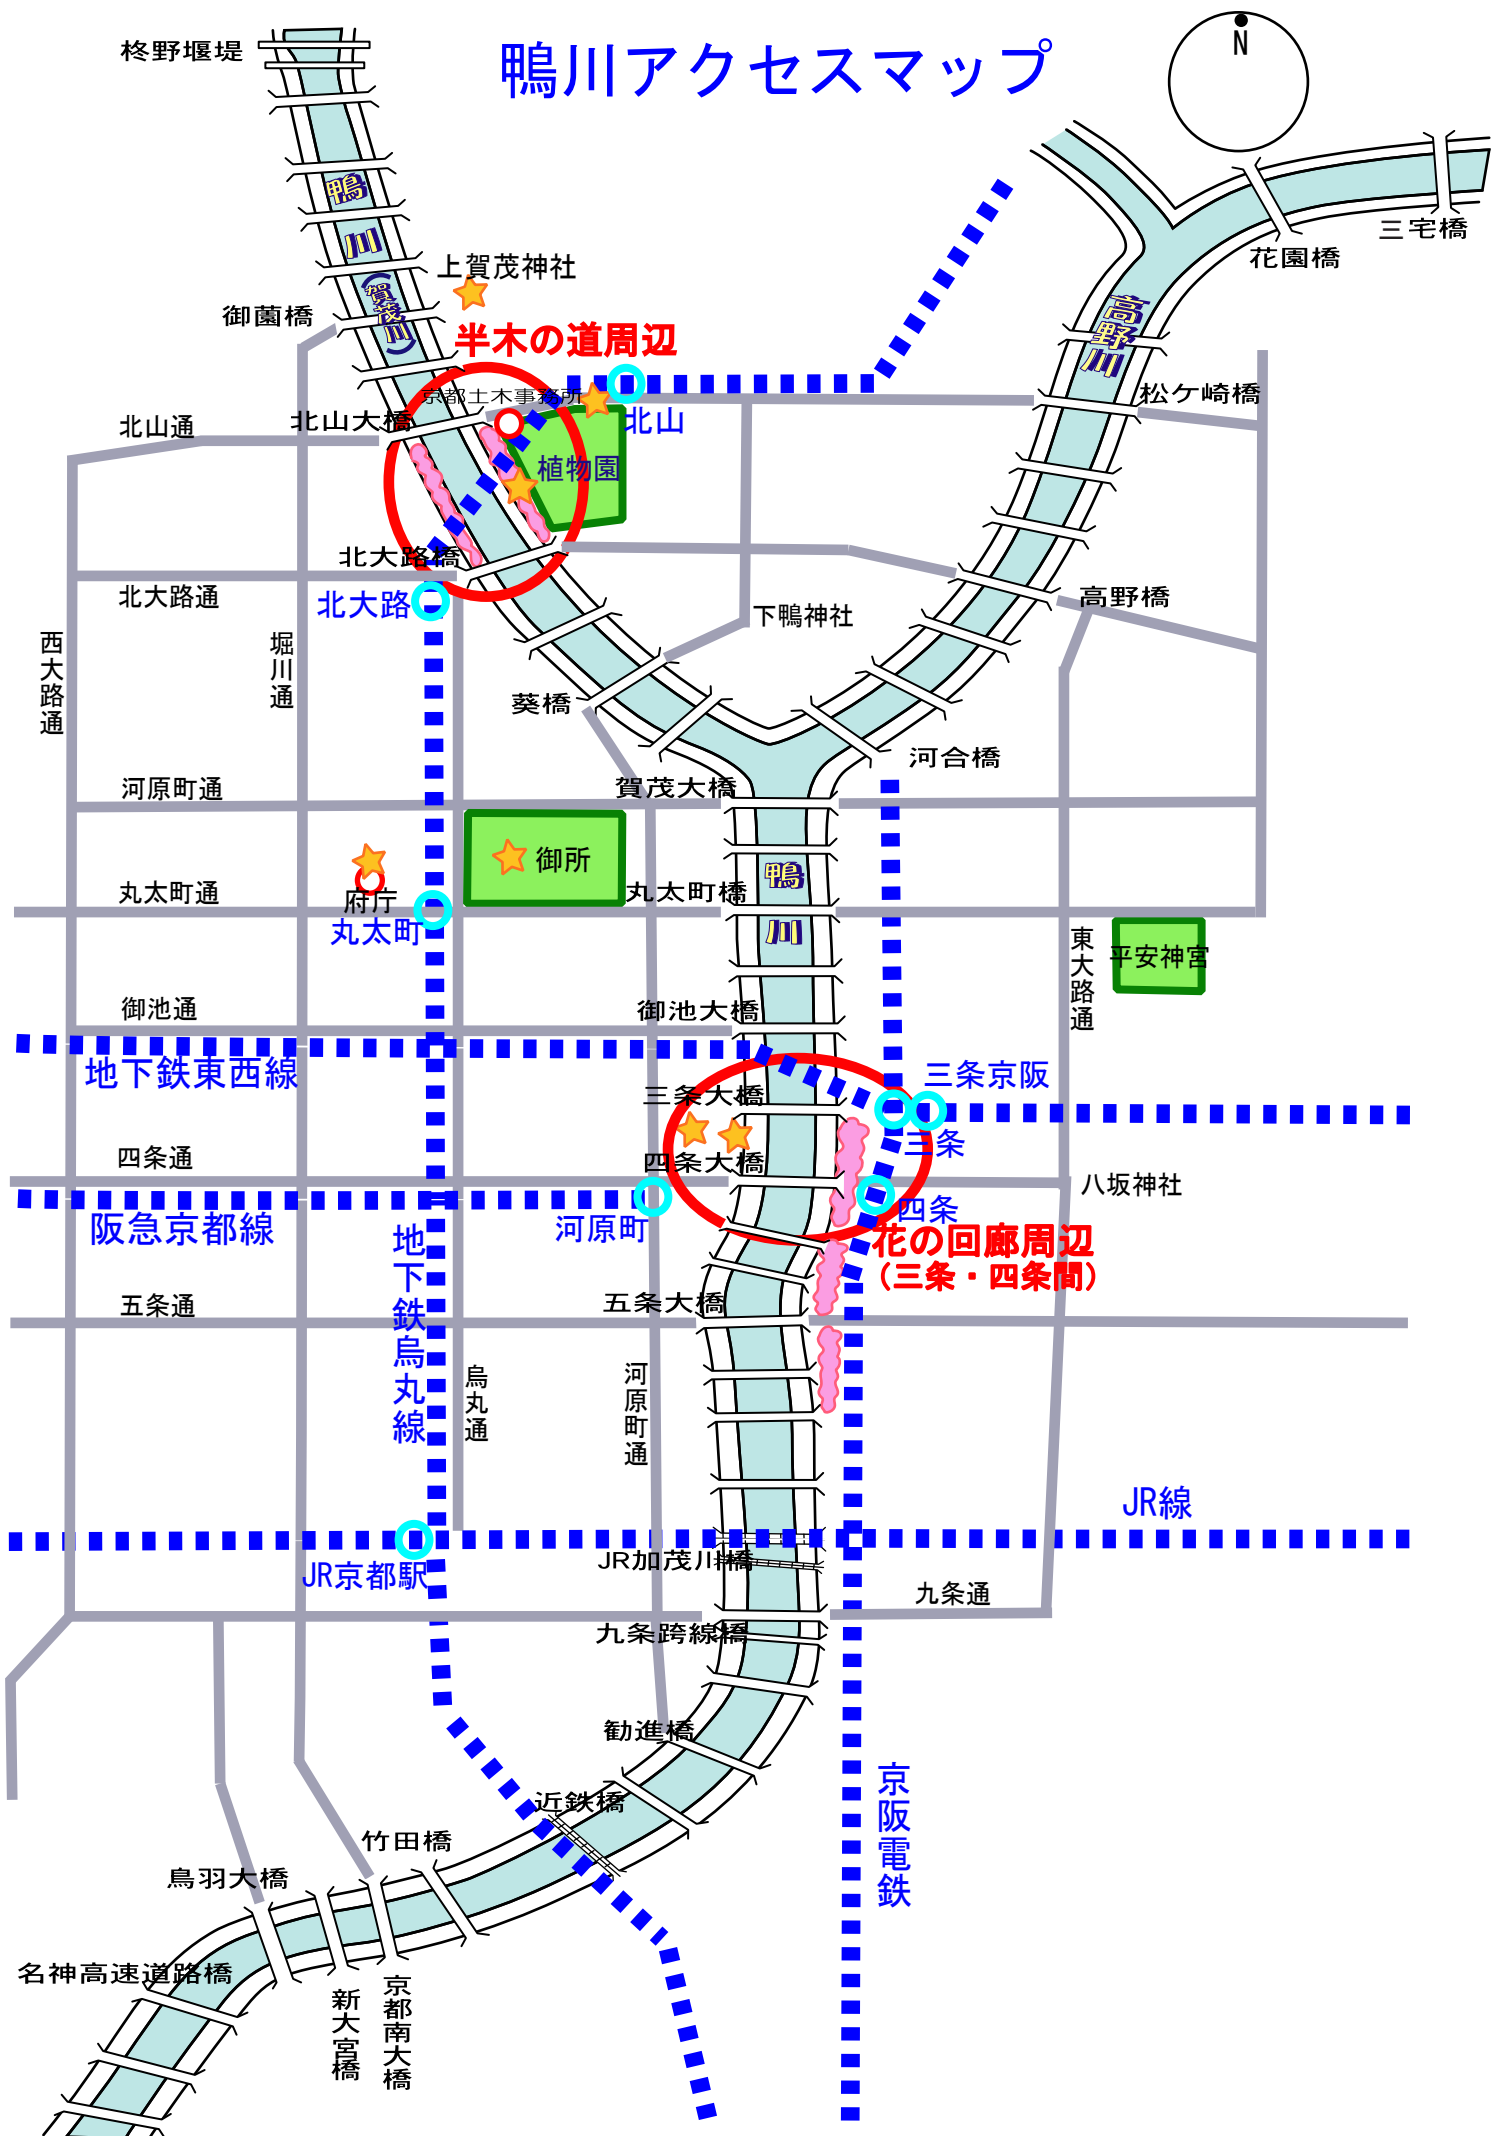 鴨川アクセスマップ
N
柊野堰堤
鴨川(賀茂川)
上賀茂神社
御薗橋
半木の道周辺
京都土木事務所
北山大橋
北山通
北山
植物園
北大路橋
北大路通
北大路
三宅橋
花園橋
高野川
松ケ崎橋
高野橋
下鴨神社
西大路通
堀川通
葵橋
河合橋
賀茂大橋
河原町通
御所
鴨川
丸太町橋
丸太町通
府庁
丸太町
平安神宮
東大路通
御池通
御池大橋
地下鉄東西線
三条大橋
三条京阪
三条
四条通
四条大橋
八坂神社
阪急京都線
河原町
四条
花の回廊周辺
(三条・四条間)
地下鉄烏丸線
五条通
五条大橋
烏丸通
河原町通
JR線
JR京都駅
JR加茂川橋
九条通
九条跨線橋
勧進橋
近鉄橋
京阪電鉄
竹田橋
鳥羽大橋
名神高速道路橋
新大宮橋
京都南大橋